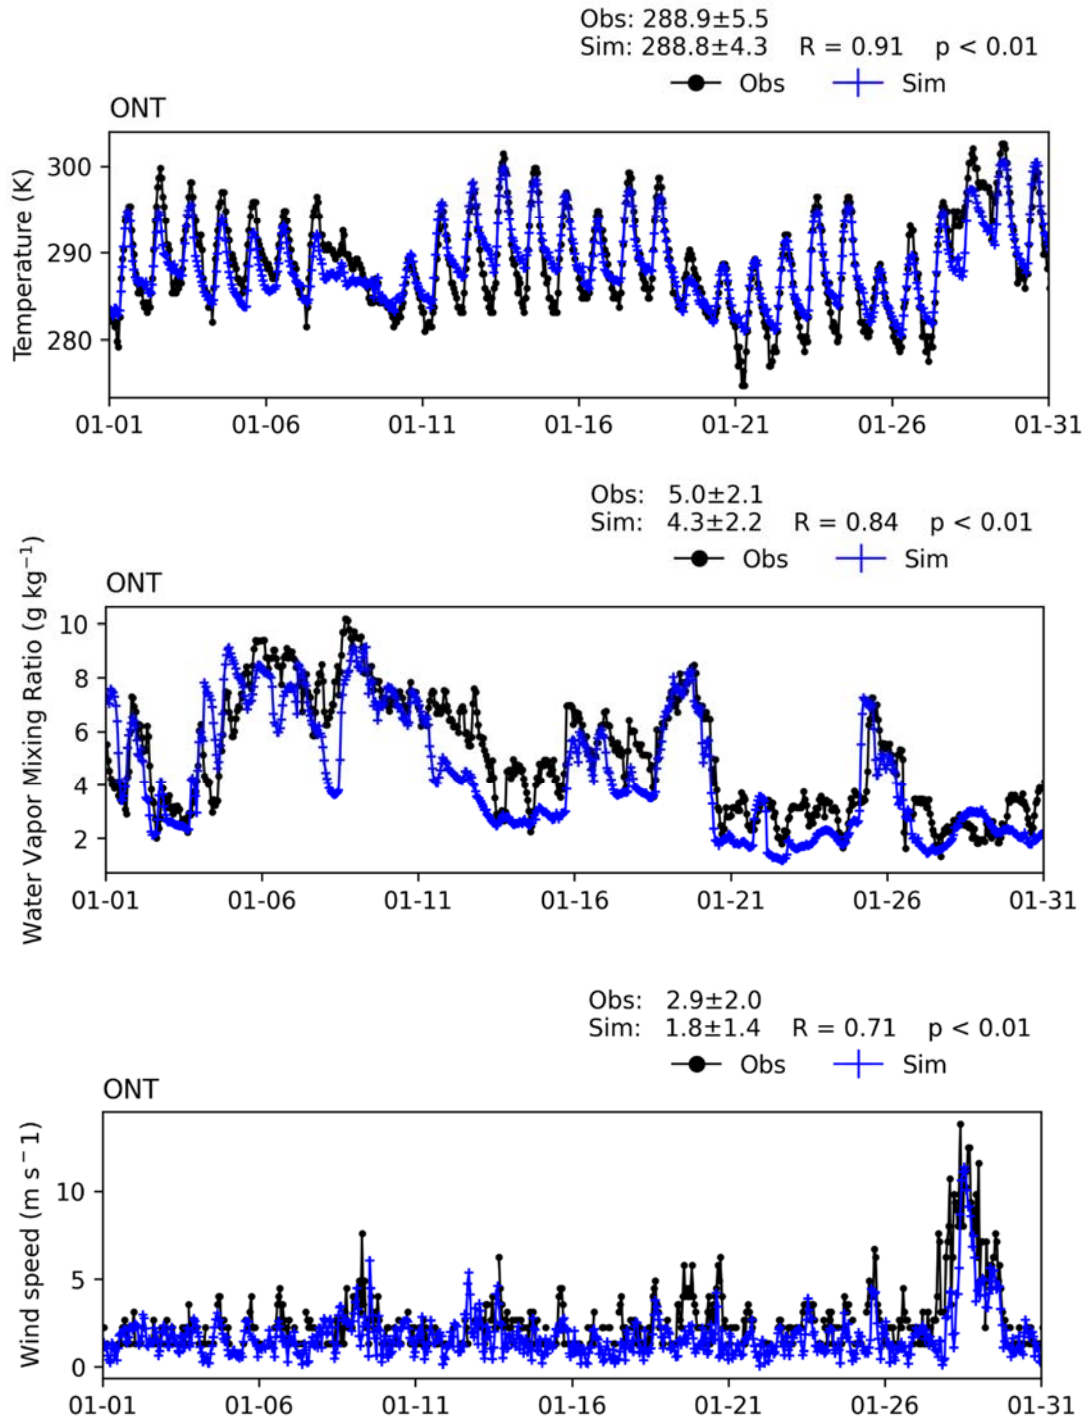 Obs: 288.9±5.5
Sim: 288.8±4.3 R = 0.91 p < 0.01
Obs Sim
ONT
Temperature (K)
300
290
280
01-01 01-06 01-11 01-16 01-21 01-26 01-31
Obs: 5.0±2.1
Sim: 4.3±2.2 R = 0.84 p < 0.01
Obs Sim
ONT
Water Vapor Mixing Ratio (g kg⁻¹)
10
8
6
4
2
01-01 01-06 01-11 01-16 01-21 01-26 01-31
Obs: 2.9±2.0
Sim: 1.8±1.4 R = 0.71 p < 0.01
Obs Sim
ONT
Wind speed (m s⁻1)
10
5
0
01-01 01-06 01-11 01-16 01-21 01-26 01-31